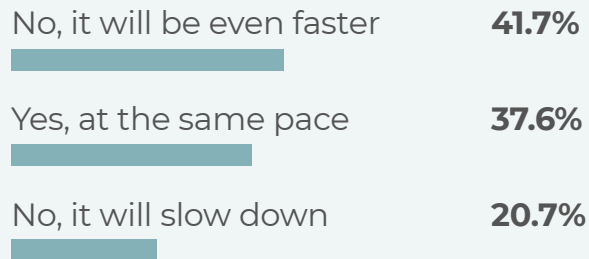 No, it will be even faster 41.7%
Yes, at the same pace 37.6%
No, it will slow down 20.7%